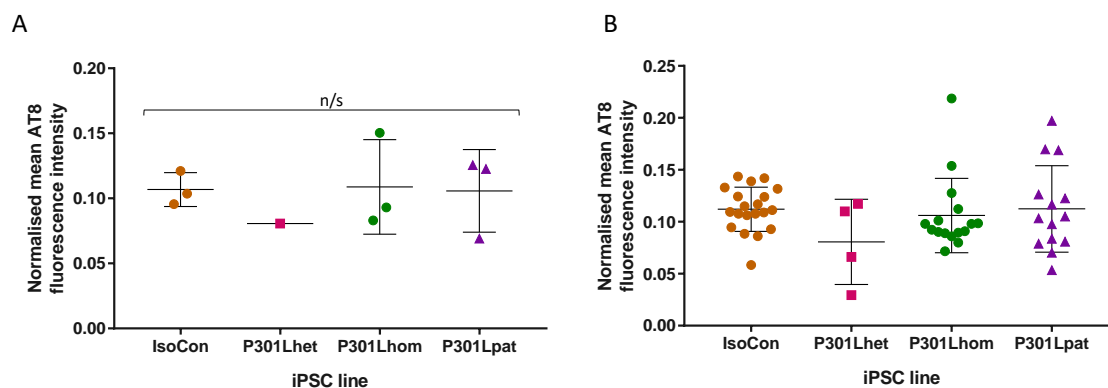 A
Normalised mean AT8
fluorescence intensity
0.20
0.15
0.10
0.05
0.00
n/s
IsoCon
P301Lhet
P301Lhom
P301Lpat
iPSC line
B
Normalised mean AT8
fluorescence intensity
0.25
0.20
0.15
0.10
0.05
0.00
IsoCon
P301Lhet
P301Lhom
P301Lpat
iPSC line